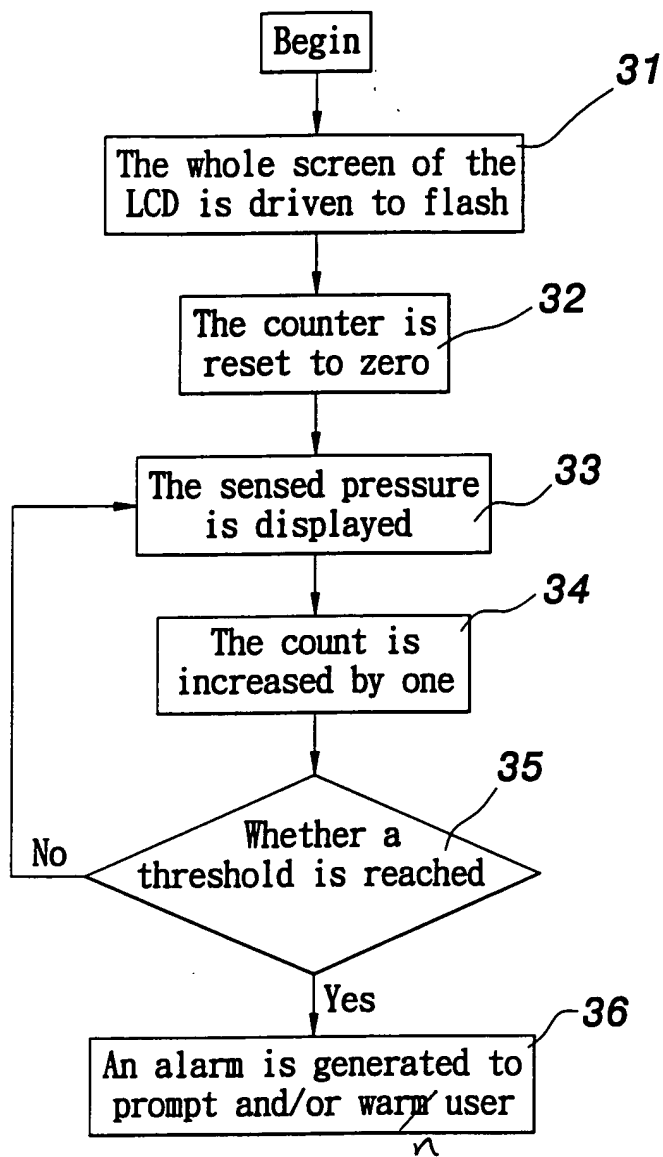 Begin
31
The whole screen of the
LCD is driven to flash
32
The counter is
reset to zero
33
The sensed pressure
is displayed
34
The count is
increased by one
35
Whether a
threshold is reached
No
Yes
36
An alarm is generated to
prompt and/or warm user
n